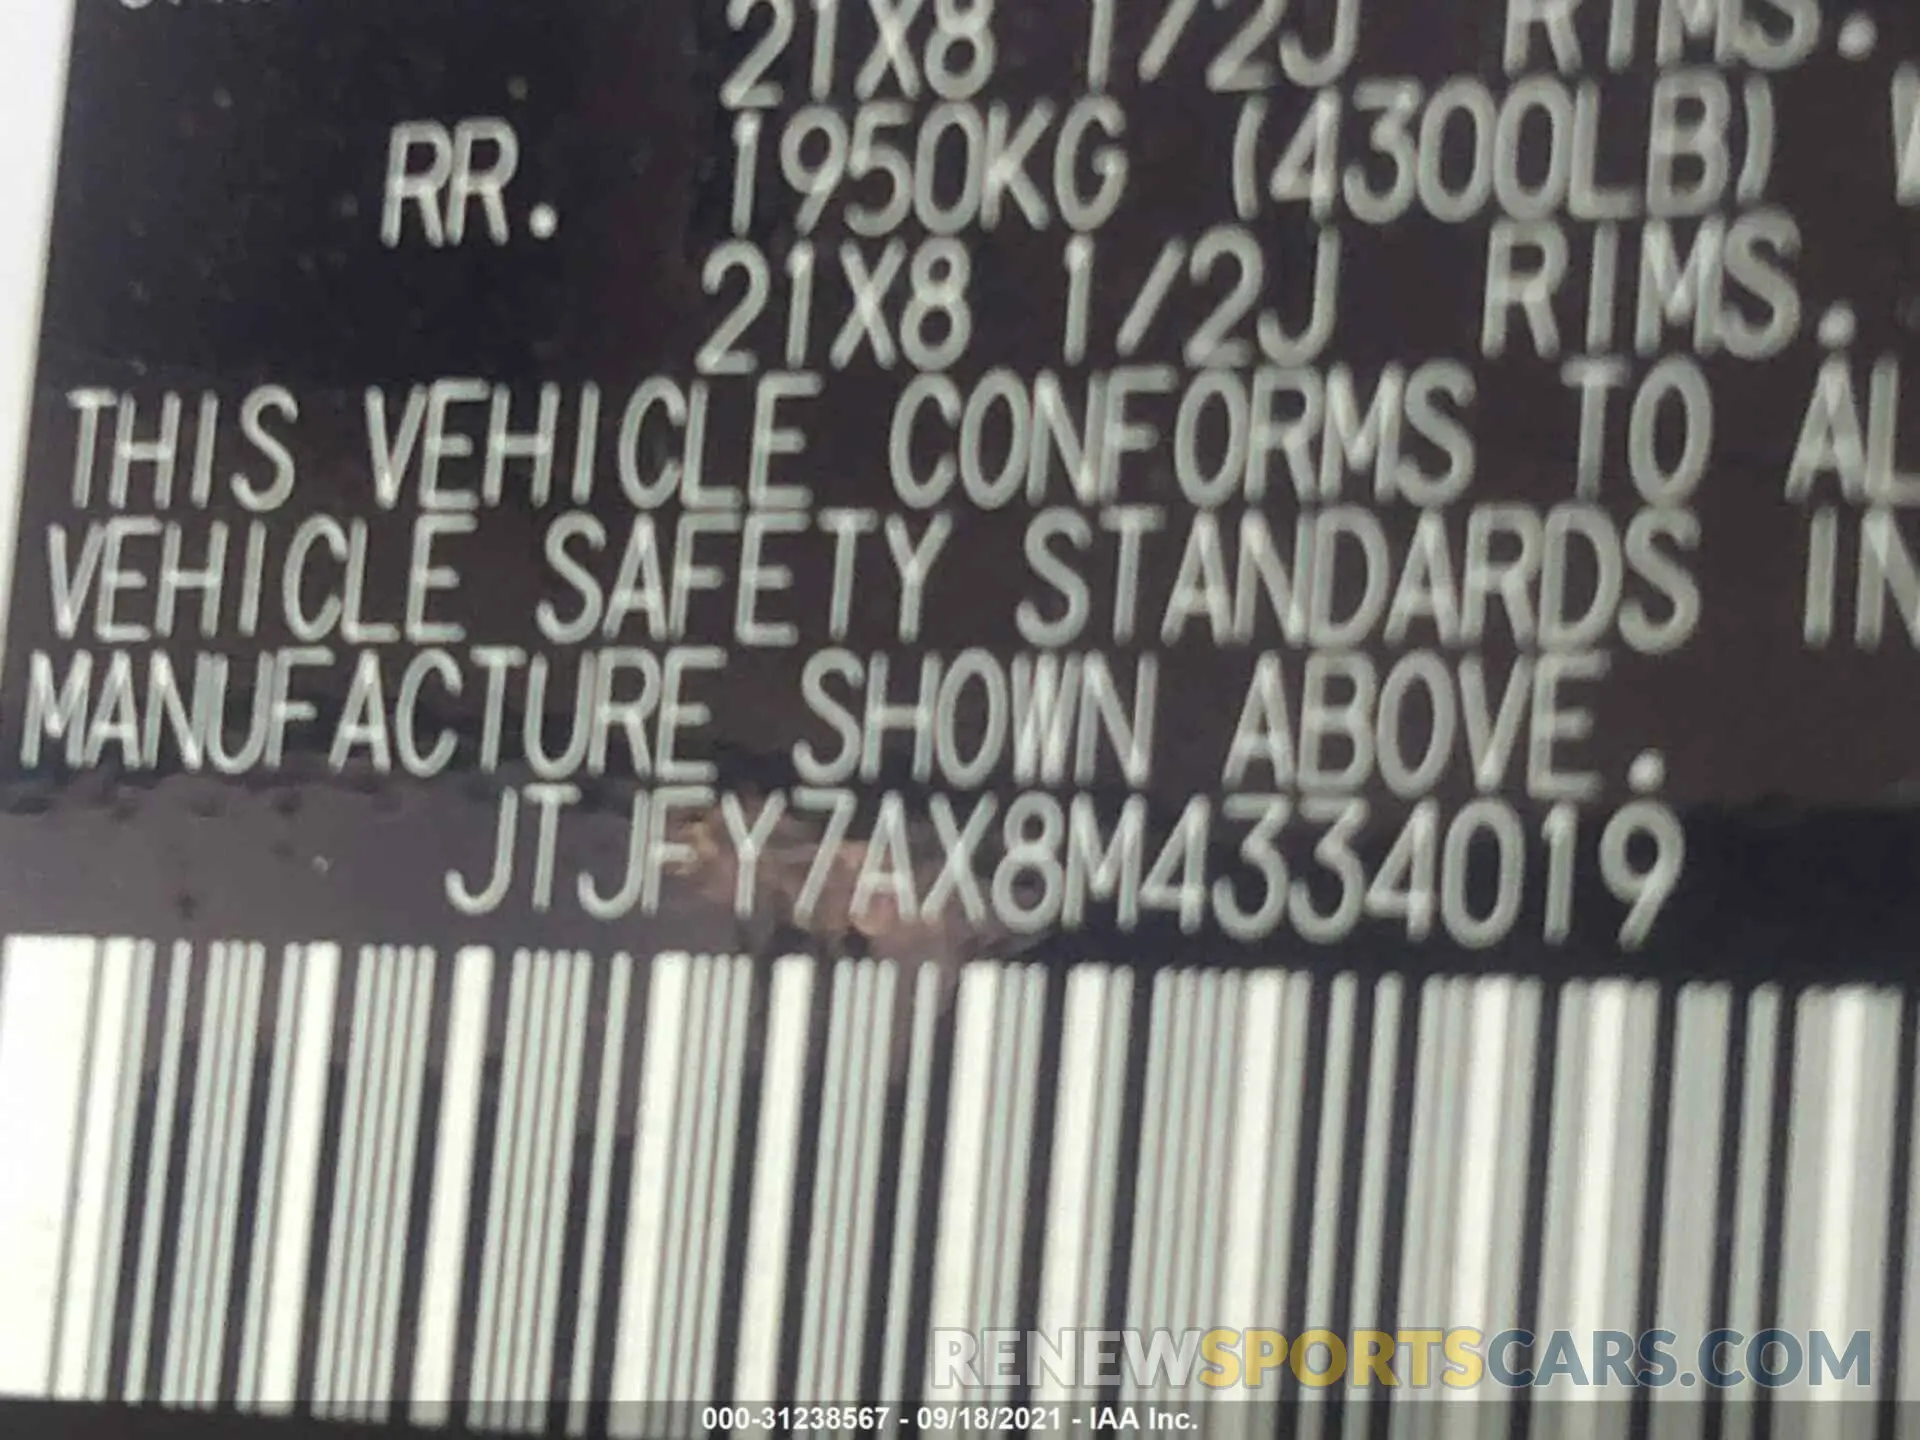 21X8 1/2J RIMS.
RR. 1950KG (4300LB)
21X8 1/2J RIMS.
THIS VEHICLE CONFORMS TO
VEHICLE SAFETY STANDARDS IN
MANUFACTURE SHOWN ABOVE.
JTJFY7AX8M4334019
RENEWSPORTSCARS.COM
000-31238567 - 09/18/2021 - IAA Inc.